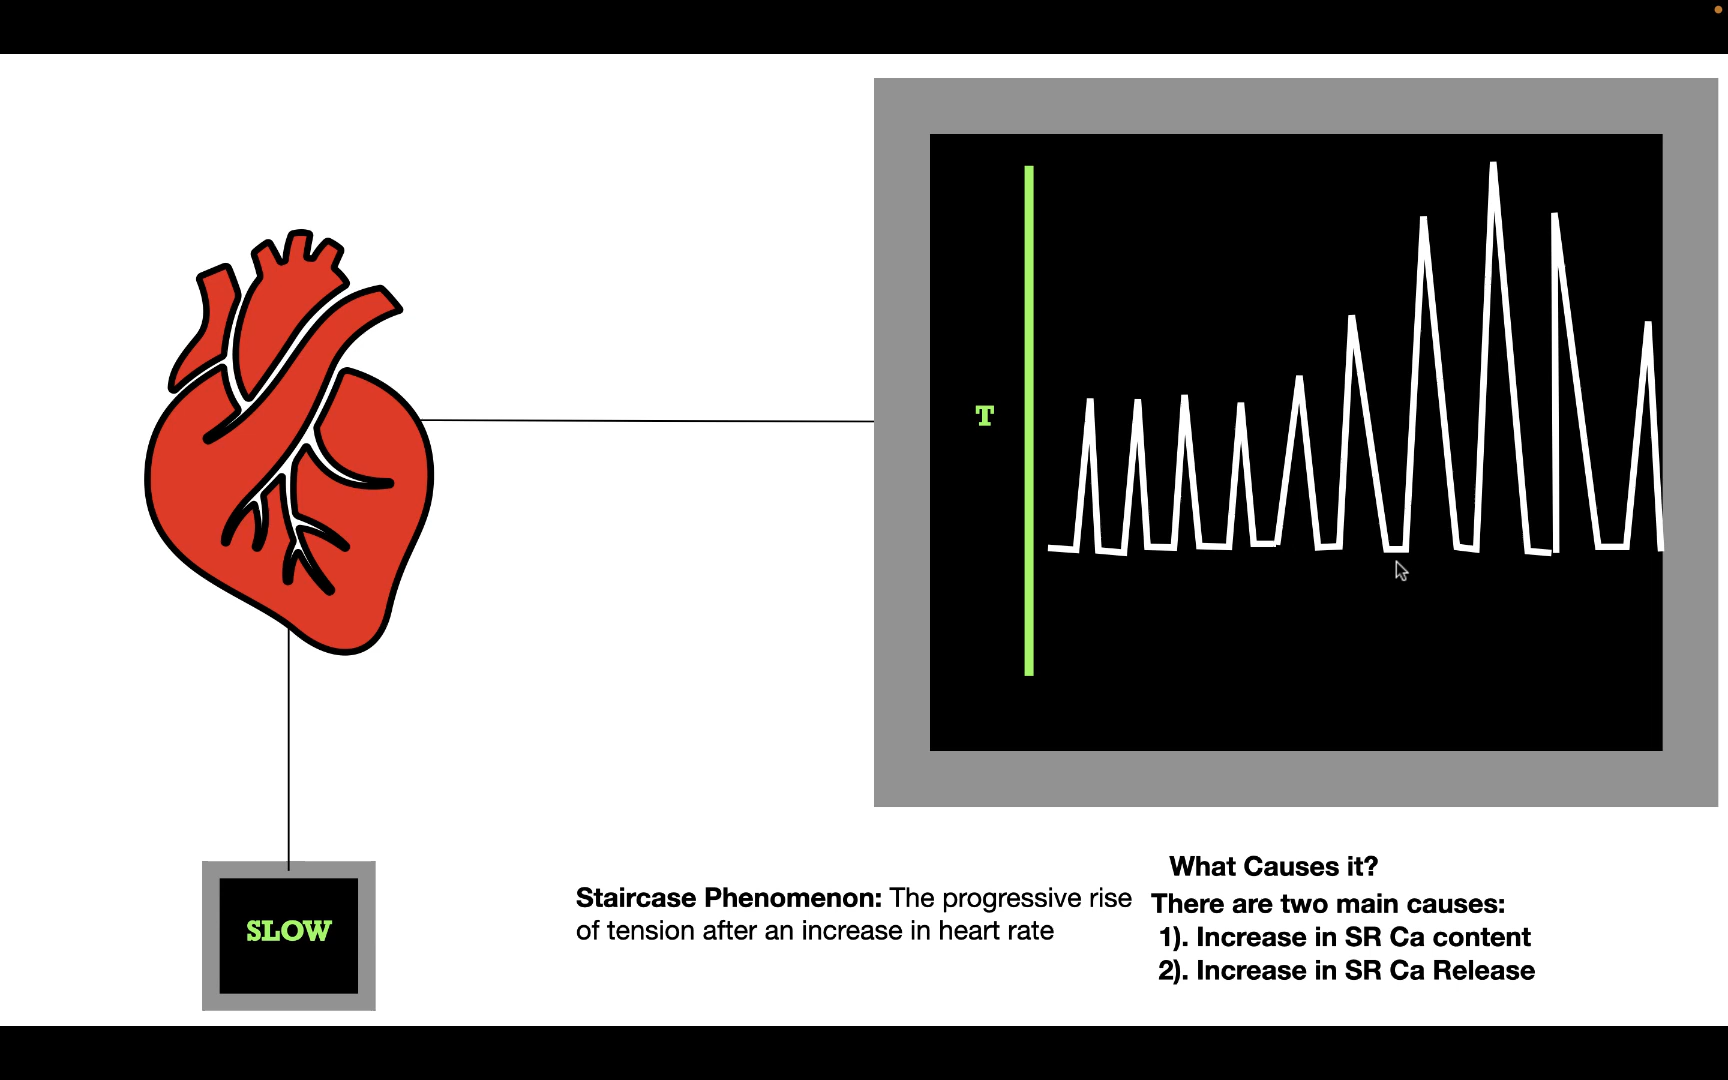 T
SLOW
Staircase Phenomenon: The progressive rise
of tension after an increase in heart rate
What Causes it?
There are two main causes:
1). Increase in SR Ca content
2). Increase in SR Ca Release